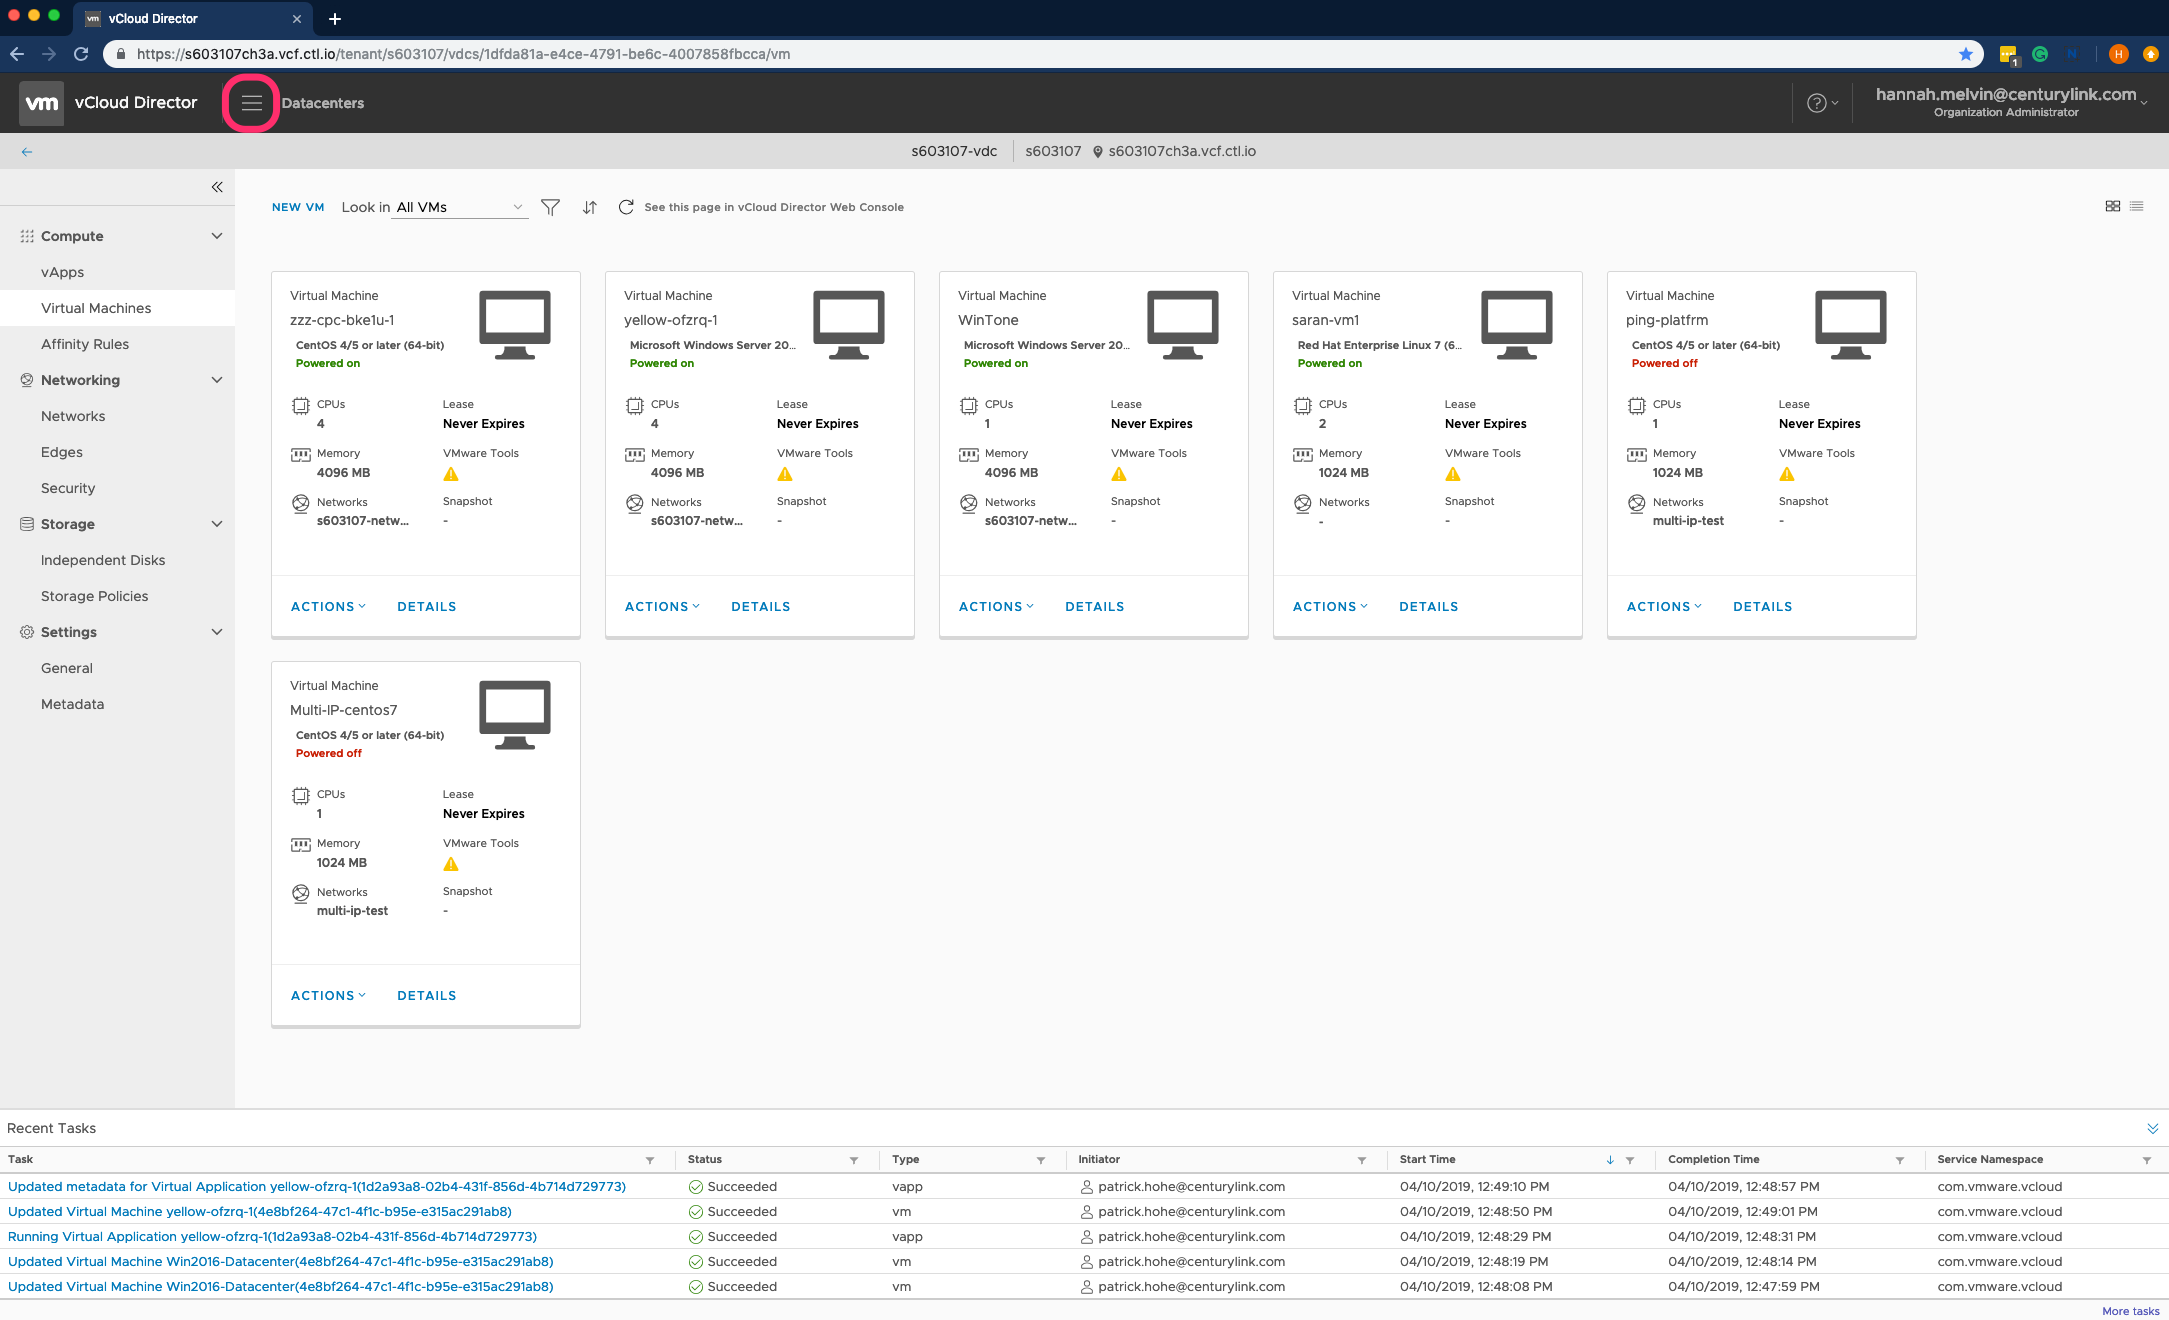 vm vCloud Director
https://s603107ch3a.vcf.ctl.io/tenant/s603107/vdcs/1dfda81a-e4ce-4791-be6c-4007858fbcca/vm
1
N
H
vm vCloud Director Datacenters
hannah.melvin@centurylink.com
Organization Administrator
s603107-vdc s603107 s603107ch3a.vcf.ctl.io
Compute
vApps
Virtual Machines
Affinity Rules
Networking
Networks
Edges
Security
Storage
Independent Disks
Storage Policies
Settings
General
Metadata
NEW VM Look in All VMs See this page in vCloud Director Web Console
Virtual Machine
zzz-cpc-bke1u-1
CentOS 4/5 or later (64-bit)
Powered on
CPUs Lease
4 Never Expires
Memory VMware Tools
4096 MB
Networks Snapshot
s603107-netw... -
ACTIONS DETAILS
Virtual Machine
yellow-ofzrq-1
Microsoft Windows Server 20...
Powered on
CPUs Lease
4 Never Expires
Memory VMware Tools
4096 MB
Networks Snapshot
s603107-netw... -
ACTIONS DETAILS
Virtual Machine
WinTone
Microsoft Windows Server 20...
Powered on
CPUs Lease
1 Never Expires
Memory VMware Tools
4096 MB
Networks Snapshot
s603107-netw... -
ACTIONS DETAILS
Virtual Machine
saran-vm1
Red Hat Enterprise Linux 7 (6...
Powered on
CPUs Lease
2 Never Expires
Memory VMware Tools
1024 MB
Networks Snapshot
- -
ACTIONS DETAILS
Virtual Machine
ping-platfrm
CentOS 4/5 or later (64-bit)
Powered off
CPUs Lease
1 Never Expires
Memory VMware Tools
1024 MB
Networks Snapshot
multi-ip-test -
ACTIONS DETAILS
Virtual Machine
Multi-IP-centos7
CentOS 4/5 or later (64-bit)
Powered off
CPUs Lease
1 Never Expires
Memory VMware Tools
1024 MB
Networks Snapshot
multi-ip-test -
ACTIONS DETAILS
Recent Tasks
Task Status Type Initiator Start Time Completion Time Service Namespace
Updated metadata for Virtual Application yellow-ofzrq-1(1d2a93a8-02b4-431f-856d-4b714d729773) Succeeded vapp patrick.hohe@centurylink.com 04/10/2019, 12:49:10 PM 04/10/2019, 12:48:57 PM com.vmware.vcloud
Updated Virtual Machine yellow-ofzrq-1(4e8bf264-47c1-4f1c-b95e-e315ac291ab8) Succeeded vm patrick.hohe@centurylink.com 04/10/2019, 12:48:50 PM 04/10/2019, 12:49:01 PM com.vmware.vcloud
Running Virtual Application yellow-ofzrq-1(1d2a93a8-02b4-431f-856d-4b714d729773) Succeeded vapp patrick.hohe@centurylink.com 04/10/2019, 12:48:29 PM 04/10/2019, 12:48:31 PM com.vmware.vcloud
Updated Virtual Machine Win2016-Datacenter(4e8bf264-47c1-4f1c-b95e-e315ac291ab8) Succeeded vm patrick.hohe@centurylink.com 04/10/2019, 12:48:19 PM 04/10/2019, 12:48:14 PM com.vmware.vcloud
Updated Virtual Machine Win2016-Datacenter(4e8bf264-47c1-4f1c-b95e-e315ac291ab8) Succeeded vm patrick.hohe@centurylink.com 04/10/2019, 12:48:08 PM 04/10/2019, 12:47:59 PM com.vmware.vcloud
More tasks